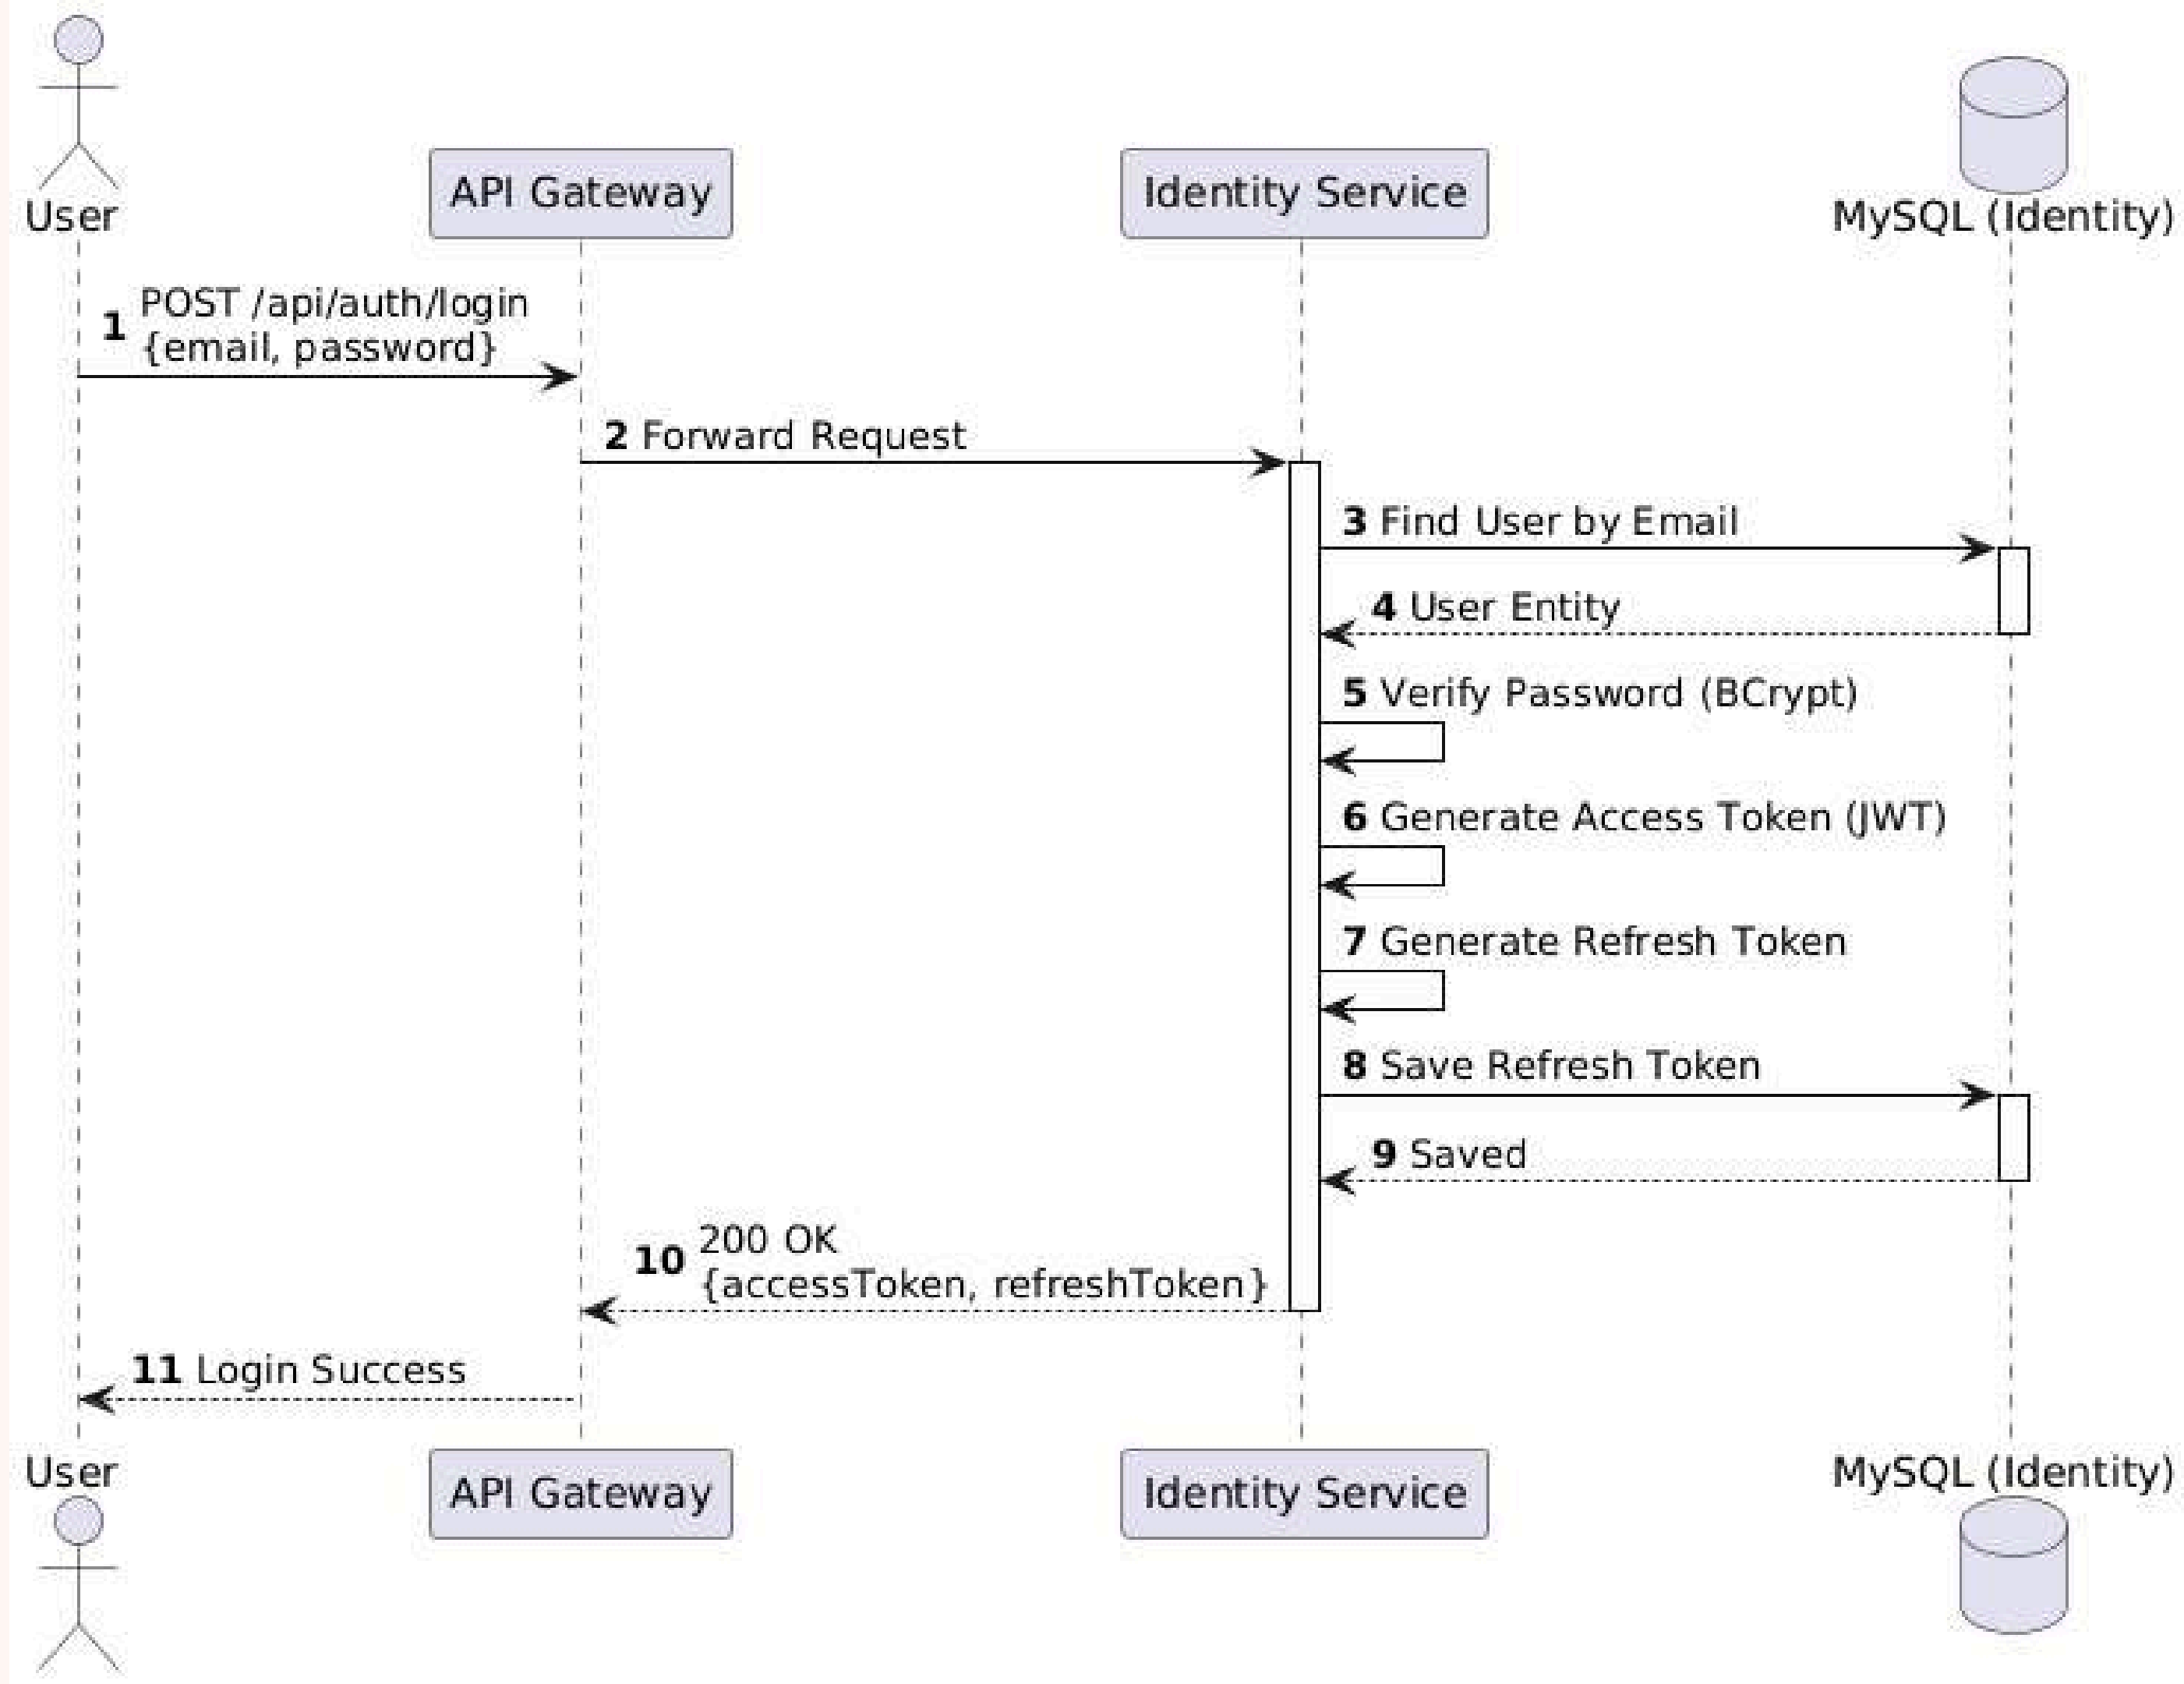 User
API Gateway
Identity Service
MySQL (Identity)
1 POST /api/auth/login
{email, password}
2 Forward Request
3 Find User by Email
4 User Entity
5 Verify Password (BCrypt)
6 Generate Access Token (JWT)
7 Generate Refresh Token
8 Save Refresh Token
9 Saved
10 200 OK
{accessToken, refreshToken}
11 Login Success
User
API Gateway
Identity Service
MySQL (Identity)